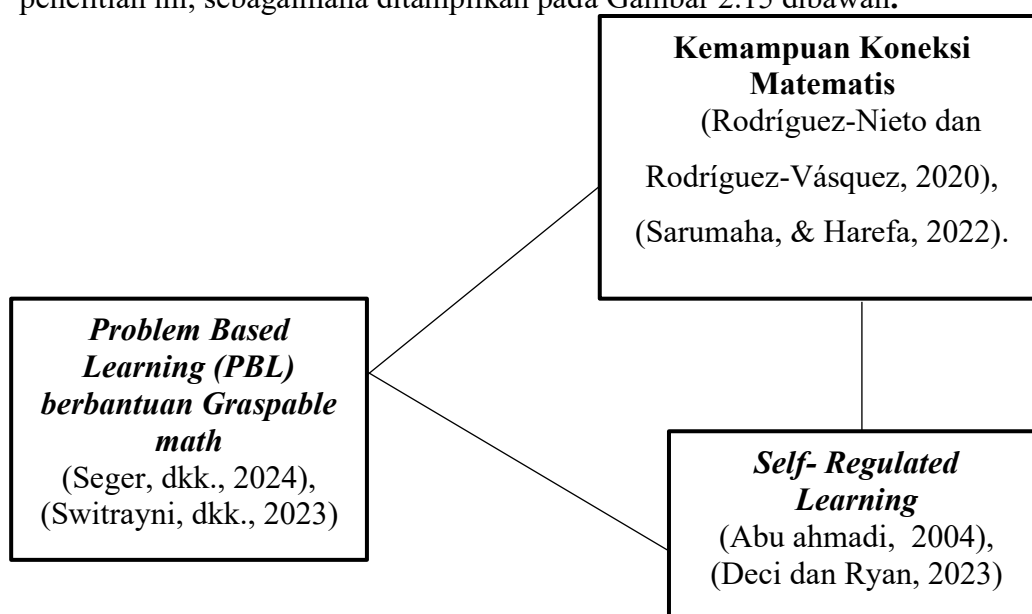 penelitian ini, sebagaimana ditampilkan pada Gambar 2.15 dibawah.
Kemampuan Koneksi
Matematis
(Rodríguez-Nieto dan
Rodríguez-Vásquez, 2020),
(Sarumaha, & Harefa, 2022).
Problem Based
Learning (PBL)
berbantuan Graspable
math
(Seger, dkk., 2024),
(Switrayni, dkk., 2023)
Self- Regulated
Learning
(Abu ahmadi, 2004),
(Deci dan Ryan, 2023)